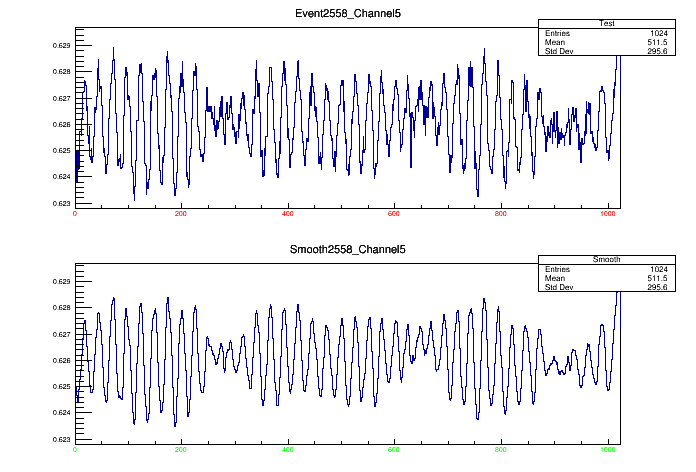 Event2558_Channel5
Test
Entries 1024
Mean 511.5
Std Dev 295.6
0.629
0.628
0.627
0.626
0.625
0.624
0.623
0 200 400 600 800 1000
Smooth2558_Channel5
Smooth
Entries 1024
Mean 511.5
Std Dev 295.6
0.629
0.628
0.627
0.626
0.625
0.624
0.623
0 200 400 600 800 1000